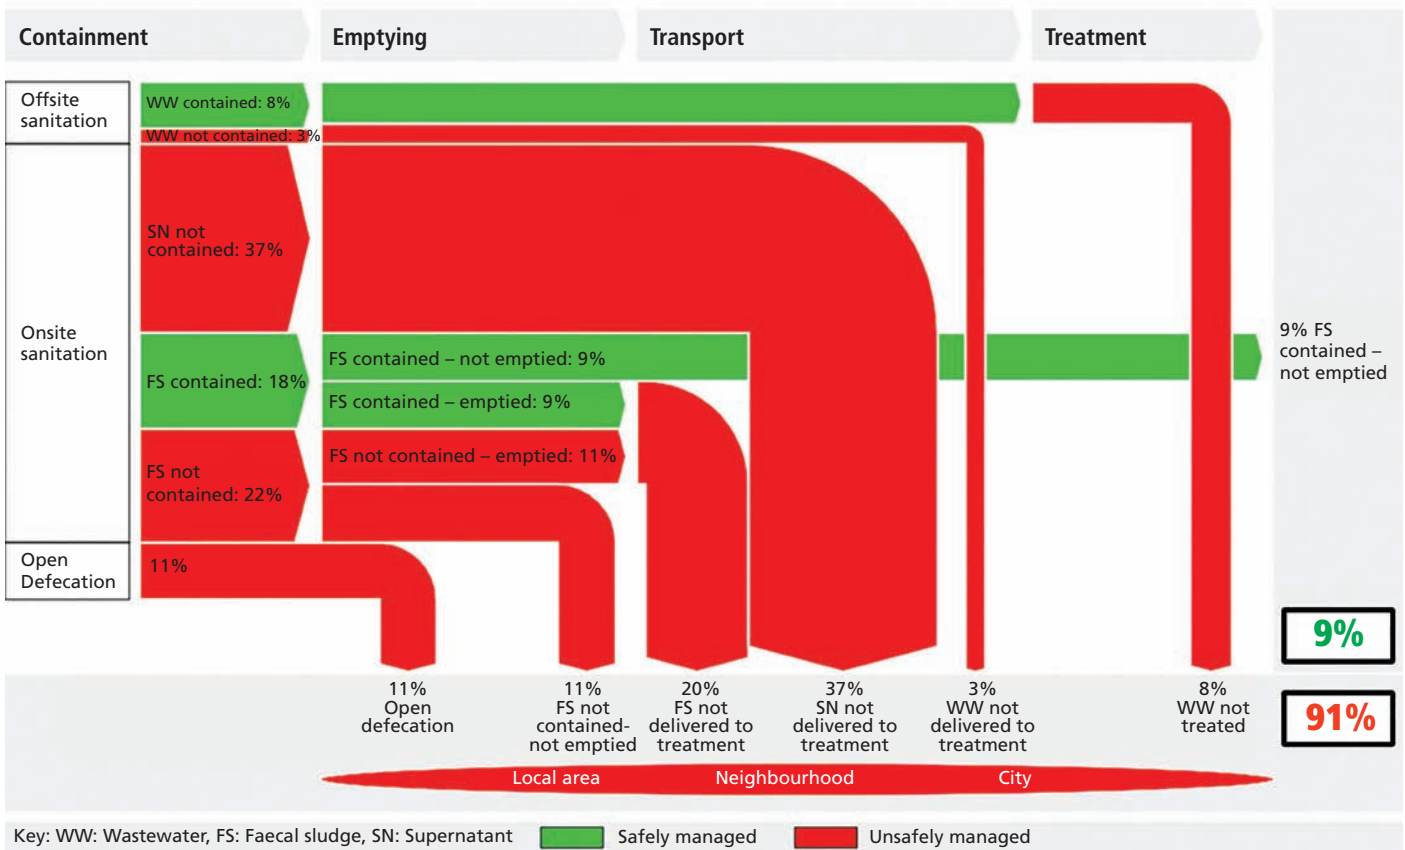 Containment
Emptying
Transport
Treatment
Offsite
sanitation
WW contained: 8%
WW not contained: 3%
SN not
contained: 37%
Onsite
sanitation
FS contained: 18%
FS not
contained: 22%
FS contained – not emptied: 9%
FS contained – emptied: 9%
FS not contained – emptied: 11%
9% FS
contained –
not emptied
Open
Defecation
11%
9%
11%
Open
defecation
11%
FS not
contained-
not emptied
20%
FS not
delivered to
treatment
37%
SN not
delivered to
treatment
3%
WW not
delivered to
treatment
8%
WW not
treated
91%
Local area
Neighbourhood
City
Key: WW: Wastewater, FS: Faecal sludge, SN: Supernatant
Safely managed
Unsafely managed